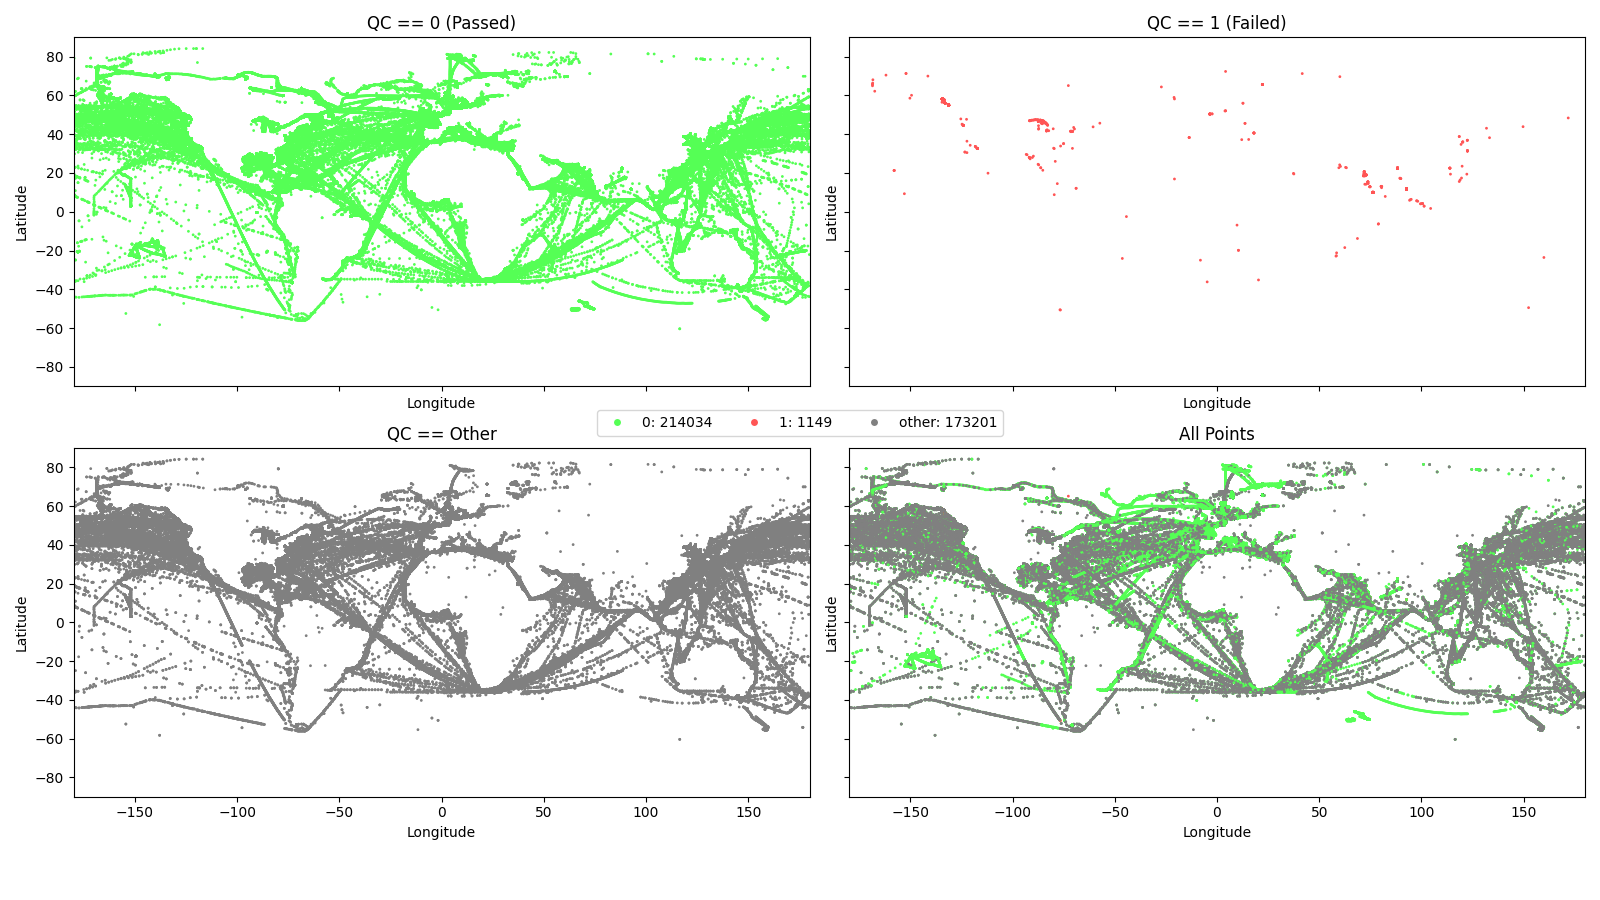 QC == 0 (Passed)
QC == 1 (Failed)
80
60
40
20
0
−20
−40
−60
−80
Latitude
Latitude
Longitude
Longitude
0: 214034
1: 1149
other: 173201
QC == Other
All Points
80
60
40
20
0
−20
−40
−60
−80
Latitude
Latitude
−150
−100
−50
0
50
100
150
−150
−100
−50
0
50
100
150
Longitude
Longitude